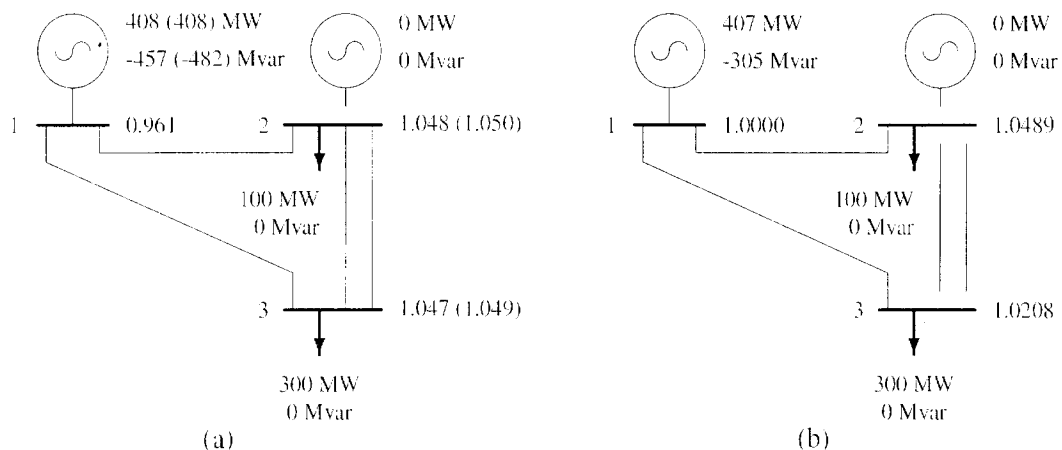 408 (408) MW
-457 (-482) Mvar
0 MW
0 Mvar
1
0.961
2
1.048 (1.050)
100 MW
0 Mvar
3
1.047 (1.049)
300 MW
0 Mvar
(a)
407 MW
-305 Mvar
0 MW
0 Mvar
1
1.0000
2
1.0489
100 MW
0 Mvar
3
1.0208
300 MW
0 Mvar
(b)